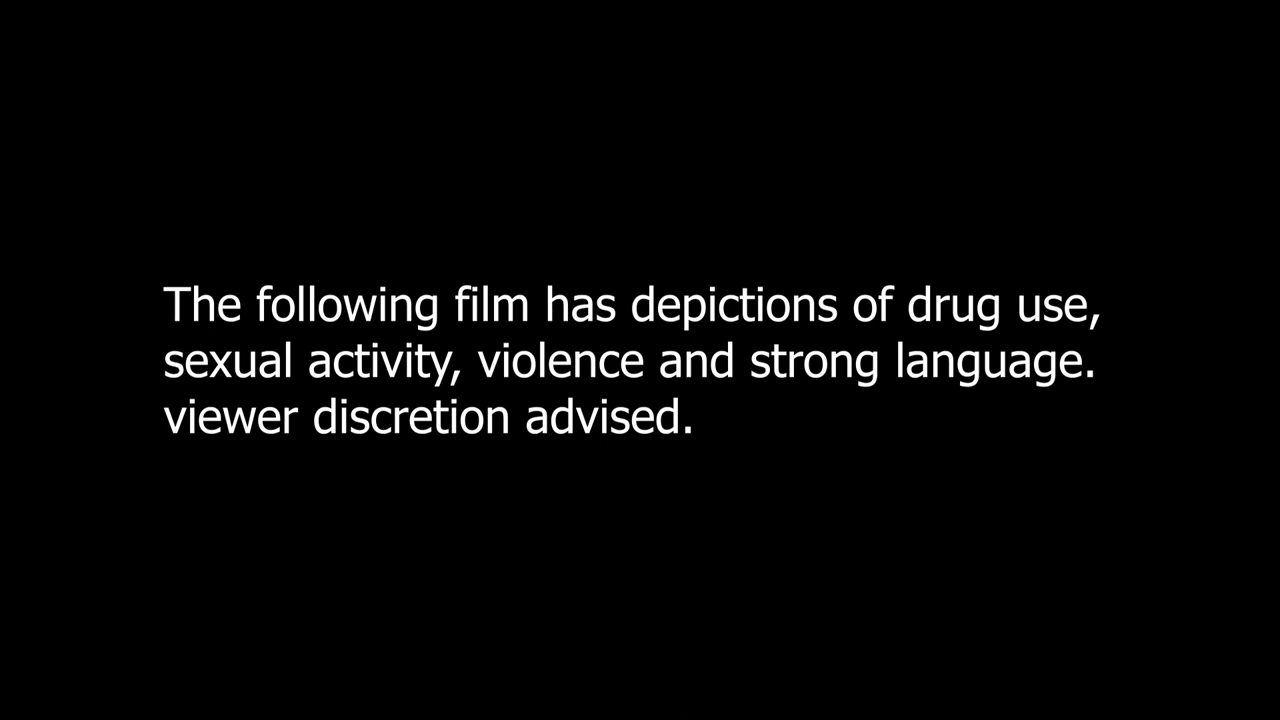 The following film has depictions of drug use,
sexual activity, violence and strong language.
viewer discretion advised.